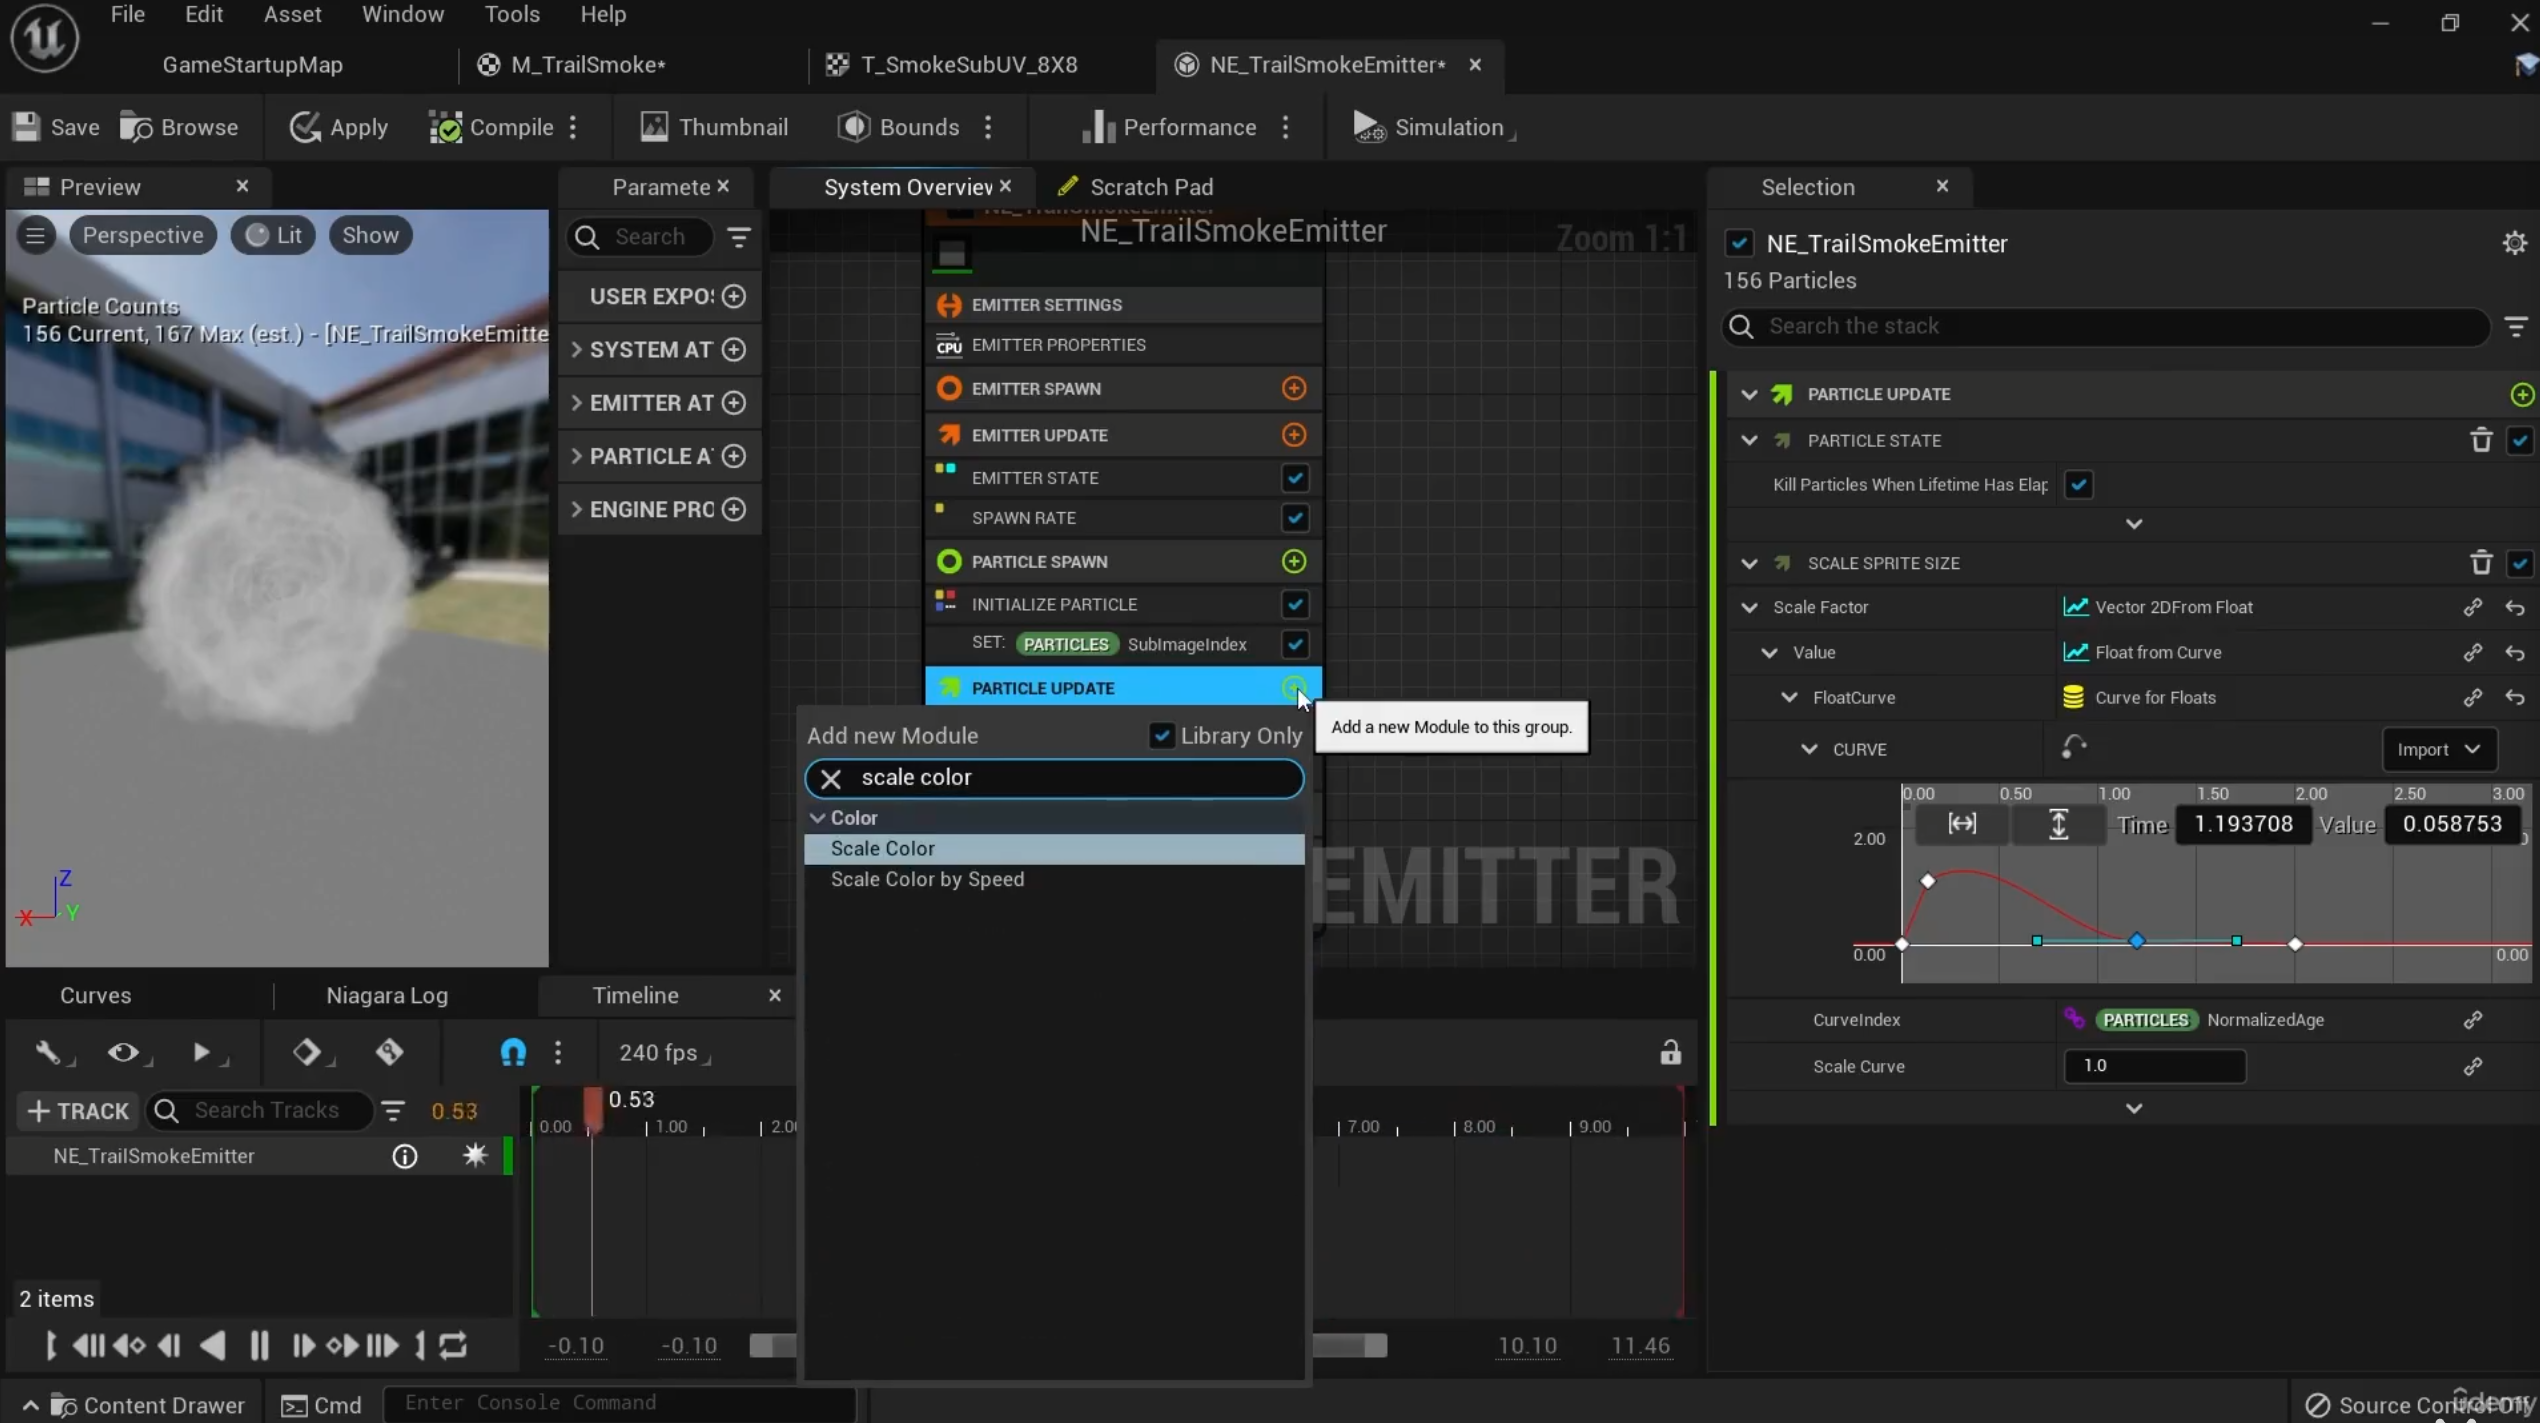 File Edit Asset Window Tools Help
GameStartupMap M_TrailSmoke* T_SmokeSubUV_8X8 NE_TrailSmokeEmitter*
Save Browse Apply Compile Thumbnail Bounds Performance Simulation
Preview
Paramete
System Overview
Scratch Pad
Selection
Perspective Lit Show
Particle Counts
156 Current, 167 Max (est.) - [NE_TrailSmokeEmitte
Search
USER EXPO
SYSTEM AT
EMITTER AT
PARTICLE A
ENGINE PRO
NE_TrailSmokeEmitter
NE_TrailSmokeEmitter
Zoom 1:1
EMITTER SETTINGS
CPU EMITTER PROPERTIES
EMITTER SPAWN
EMITTER UPDATE
EMITTER STATE
SPAWN RATE
PARTICLE SPAWN
INITIALIZE PARTICLE
SET: PARTICLES SubImageIndex
PARTICLE UPDATE
Add a new Module to this group.
Add new Module Library Only
scale color
Color
Scale Color
Scale Color by Speed
EMITTER
Z
X Y
NE_TrailSmokeEmitter
156 Particles
Search the stack
PARTICLE UPDATE
PARTICLE STATE
Kill Particles When Lifetime Has Elap
SCALE SPRITE SIZE
Scale Factor Vector 2DFrom Float
Value Float from Curve
FloatCurve Curve for Floats
CURVE Import
0.00 0.50 1.00 1.50 2.00 2.50 3.00
2.00 Time 1.193708 Value 0.058753
0.00 0.00
CurveIndex PARTICLES NormalizedAge
Scale Curve 1.0
Curves Niagara Log Timeline
240 fps
TRACK Search Tracks 0.53
0.53
0.00 1.00 2.0 7.00 8.00 9.00
NE_TrailSmokeEmitter
2 items
-0.10 -0.10 10.10 11.46
Content Drawer Cmd Enter Console Command
Source Control Off
ûdemy